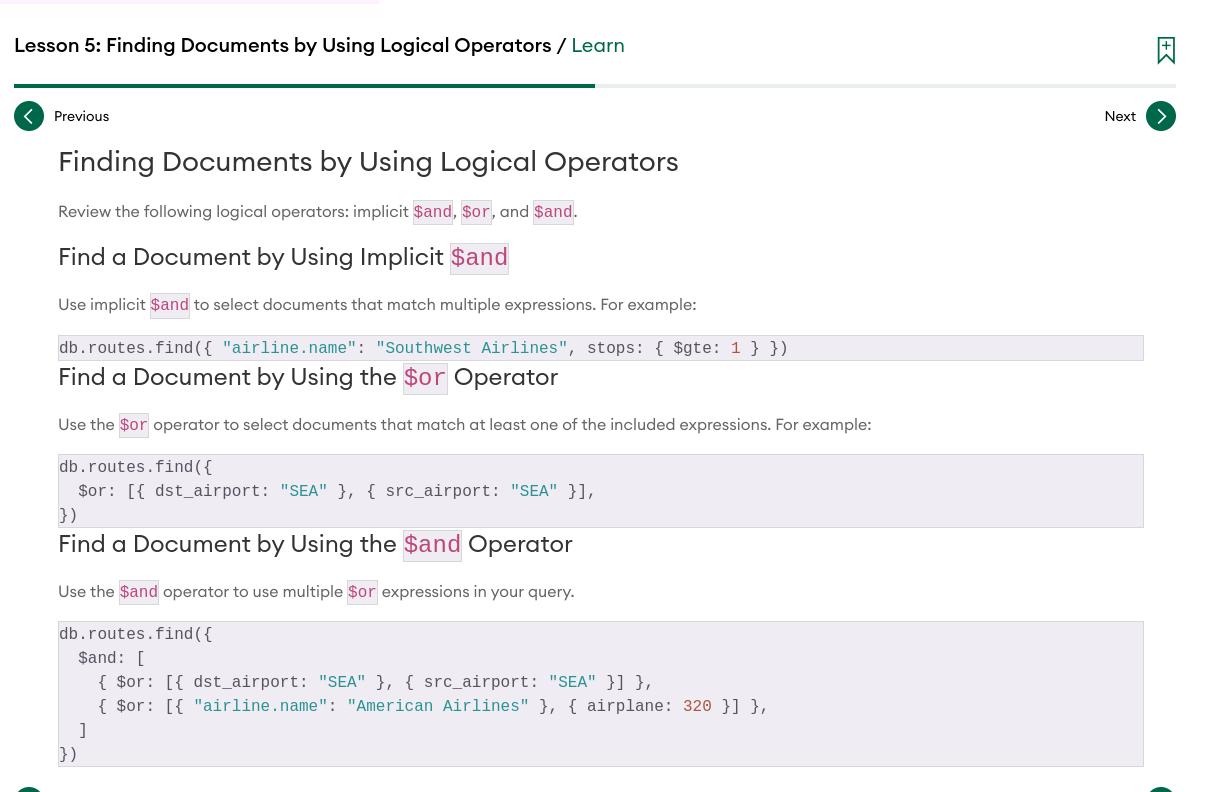 Lesson 5: Finding Documents by Using Logical Operators / Learn
Previous
Next
Finding Documents by Using Logical Operators
Review the following logical operators: implicit $and, $or, and $and.
Find a Document by Using Implicit $and
Use implicit $and to select documents that match multiple expressions. For example:
db.routes.find({ "airline.name": "Southwest Airlines", stops: { $gte: 1 } })
Find a Document by Using the $or Operator
Use the $or operator to select documents that match at least one of the included expressions. For example:
db.routes.find({
  $or: [{ dst_airport: "SEA" }, { src_airport: "SEA" }],
})
Find a Document by Using the $and Operator
Use the $and operator to use multiple $or expressions in your query.
db.routes.find({
  $and: [
    { $or: [{ dst_airport: "SEA" }, { src_airport: "SEA" }] },
    { $or: [{ "airline.name": "American Airlines" }, { airplane: 320 }] },
  ]
})